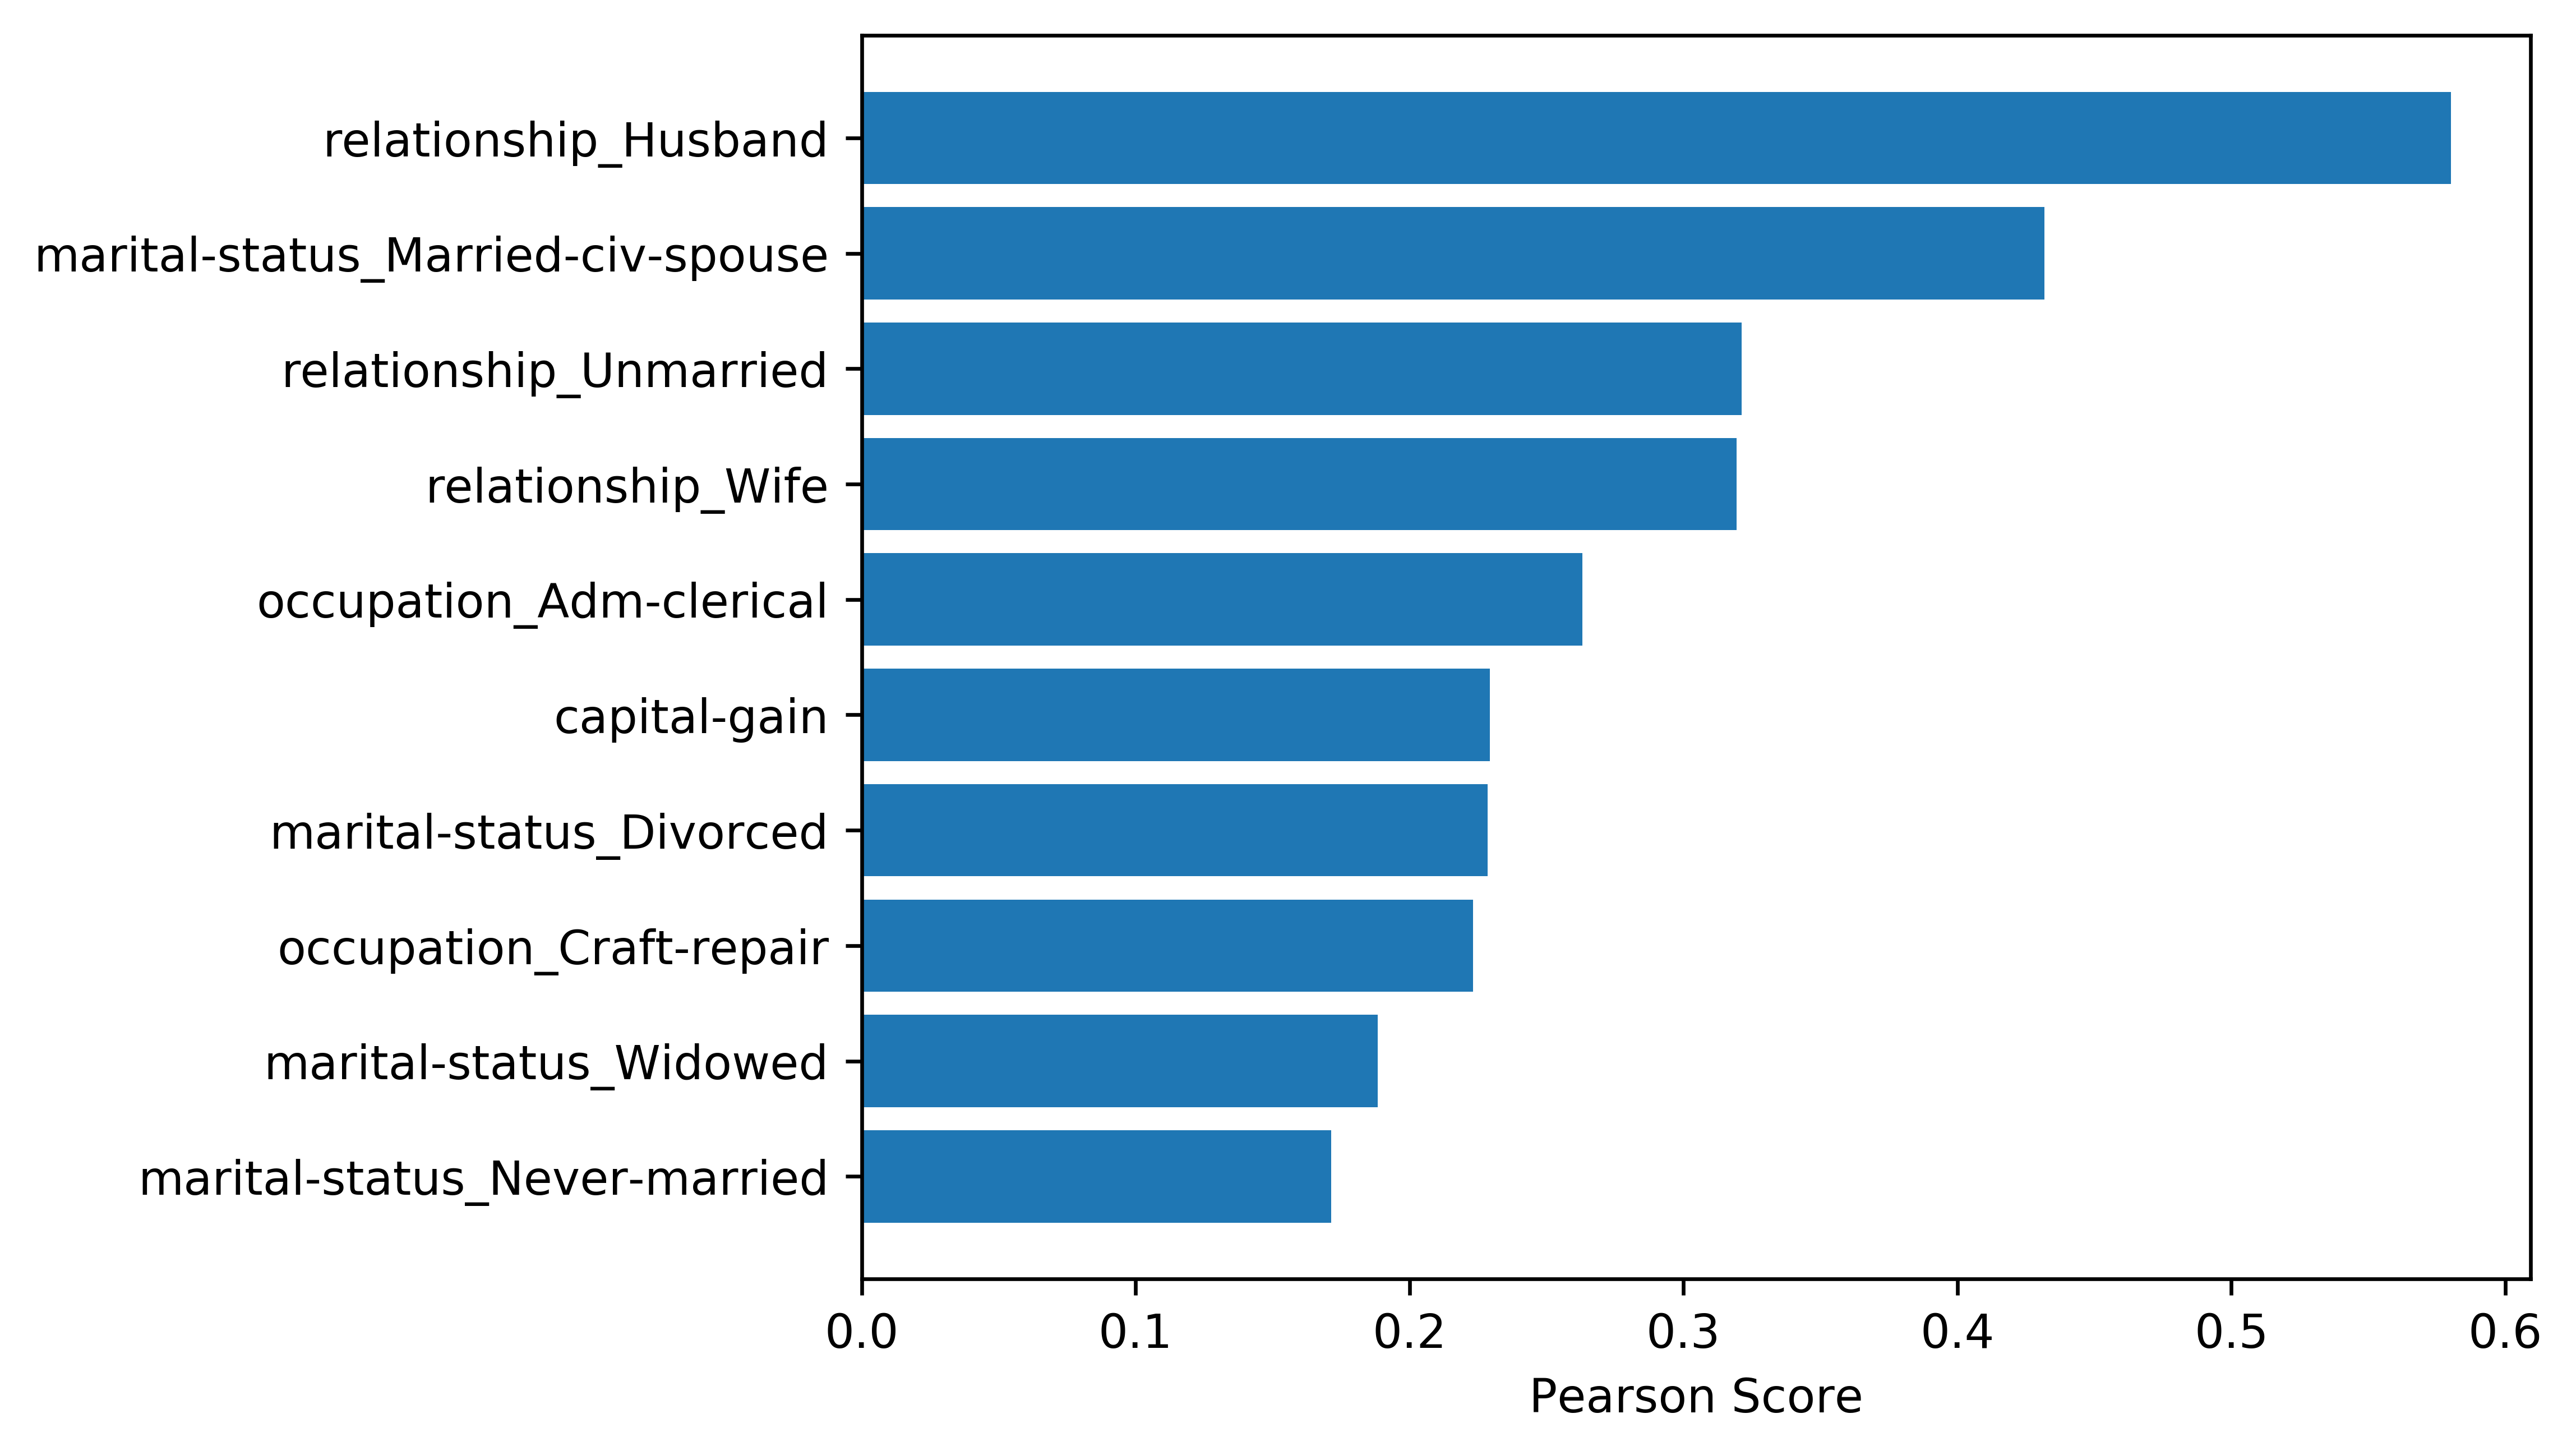 relationship_Husband
marital-status_Married-civ-spouse
relationship_Unmarried
relationship_Wife
occupation_Adm-clerical
capital-gain
marital-status_Divorced
occupation_Craft-repair
marital-status_Widowed
marital-status_Never-married
0.0 0.1 0.2 0.3 0.4 0.5 0.6
Pearson Score